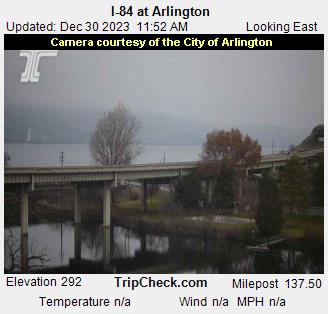 I-84 at Arlington
Updated: Dec 30 2023 11:52 AM Looking East
Camera courtesy of the City of Arlington
Elevation 292 TripCheck.com Milepost 137.50
Temperature n/a Wind n/a MPH n/a